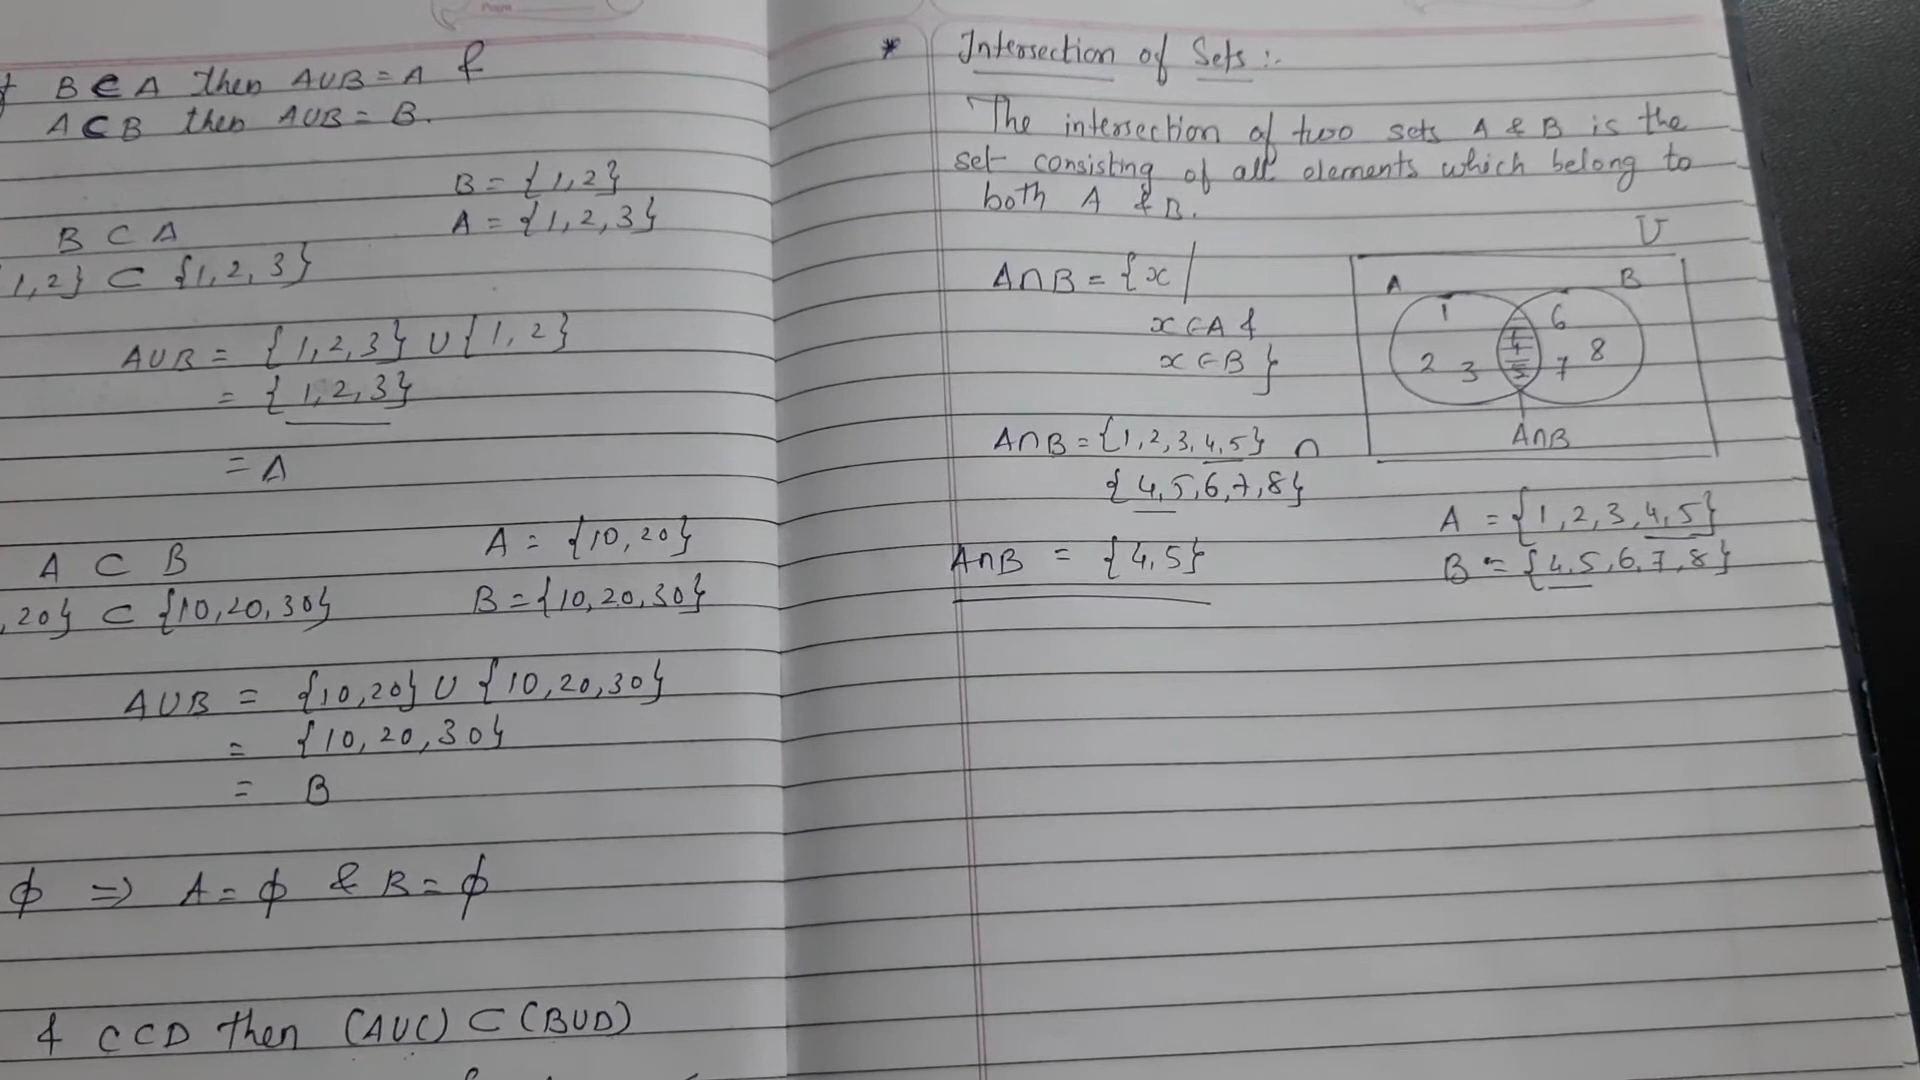 B ⊂ A then A∪B = A &
A⊂B then A∪B = B.
B = {1,2}
A = {1,2,3}
B ⊂ A
1,2} ⊂ {1,2,3}
A∪B = {1,2,3} ∪ {1,2}
= {1,2,3}
= A
A = {10,20}
A ⊂ B
B = {10,20,30}
,20} ⊂ {10,20,30}
A∪B = {10,20} ∪ {10,20,30}
= {10,20,30}
= B
ϕ => A = ϕ & B = ϕ
& C⊂D then (A∪C) ⊂ (B∪D)
* Intersection of Sets :-
The intersection of two sets A & B is the
set consisting of all elements which belong to
both A & B.
U
A∩B = {x |
x∈A &
x∈B }
A B
1 6
2 3 4 5 7 8
A∩B
A∩B = {1,2,3,4,5} ∩
{4,5,6,7,8}
A∩B = {4,5}
A = {1,2,3,4,5}
B = {4,5,6,7,8}